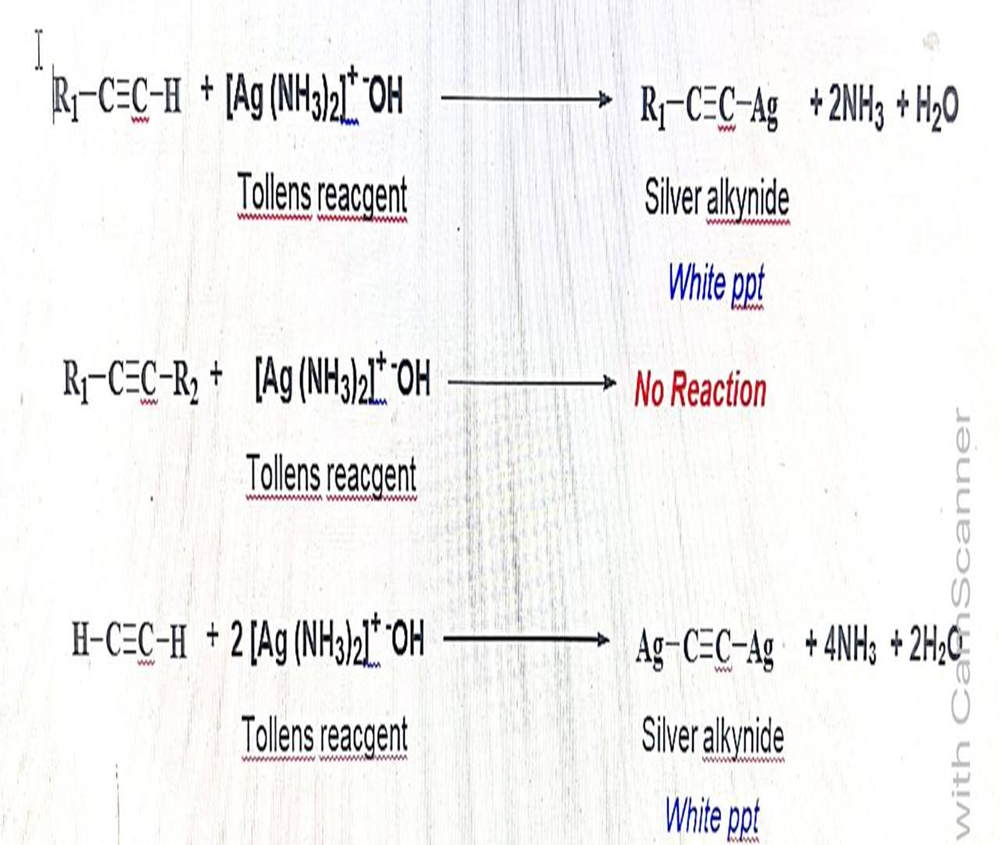 R₁–C≡C–H + [Ag (NH₃)₂]⁺ ⁻OH → R₁–C≡C–Ag + 2NH₃ + H₂O
Tollens reacgent Silver alkynide
White ppt
R₁–C≡C–R₂ + [Ag (NH₃)₂]⁺ ⁻OH → No Reaction
Tollens reacgent
H–C≡C–H + 2 [Ag (NH₃)₂]⁺ ⁻OH → Ag–C≡C–Ag + 4NH₃ + 2H₂O
Tollens reacgent Silver alkynide
White ppt
with CamScanner